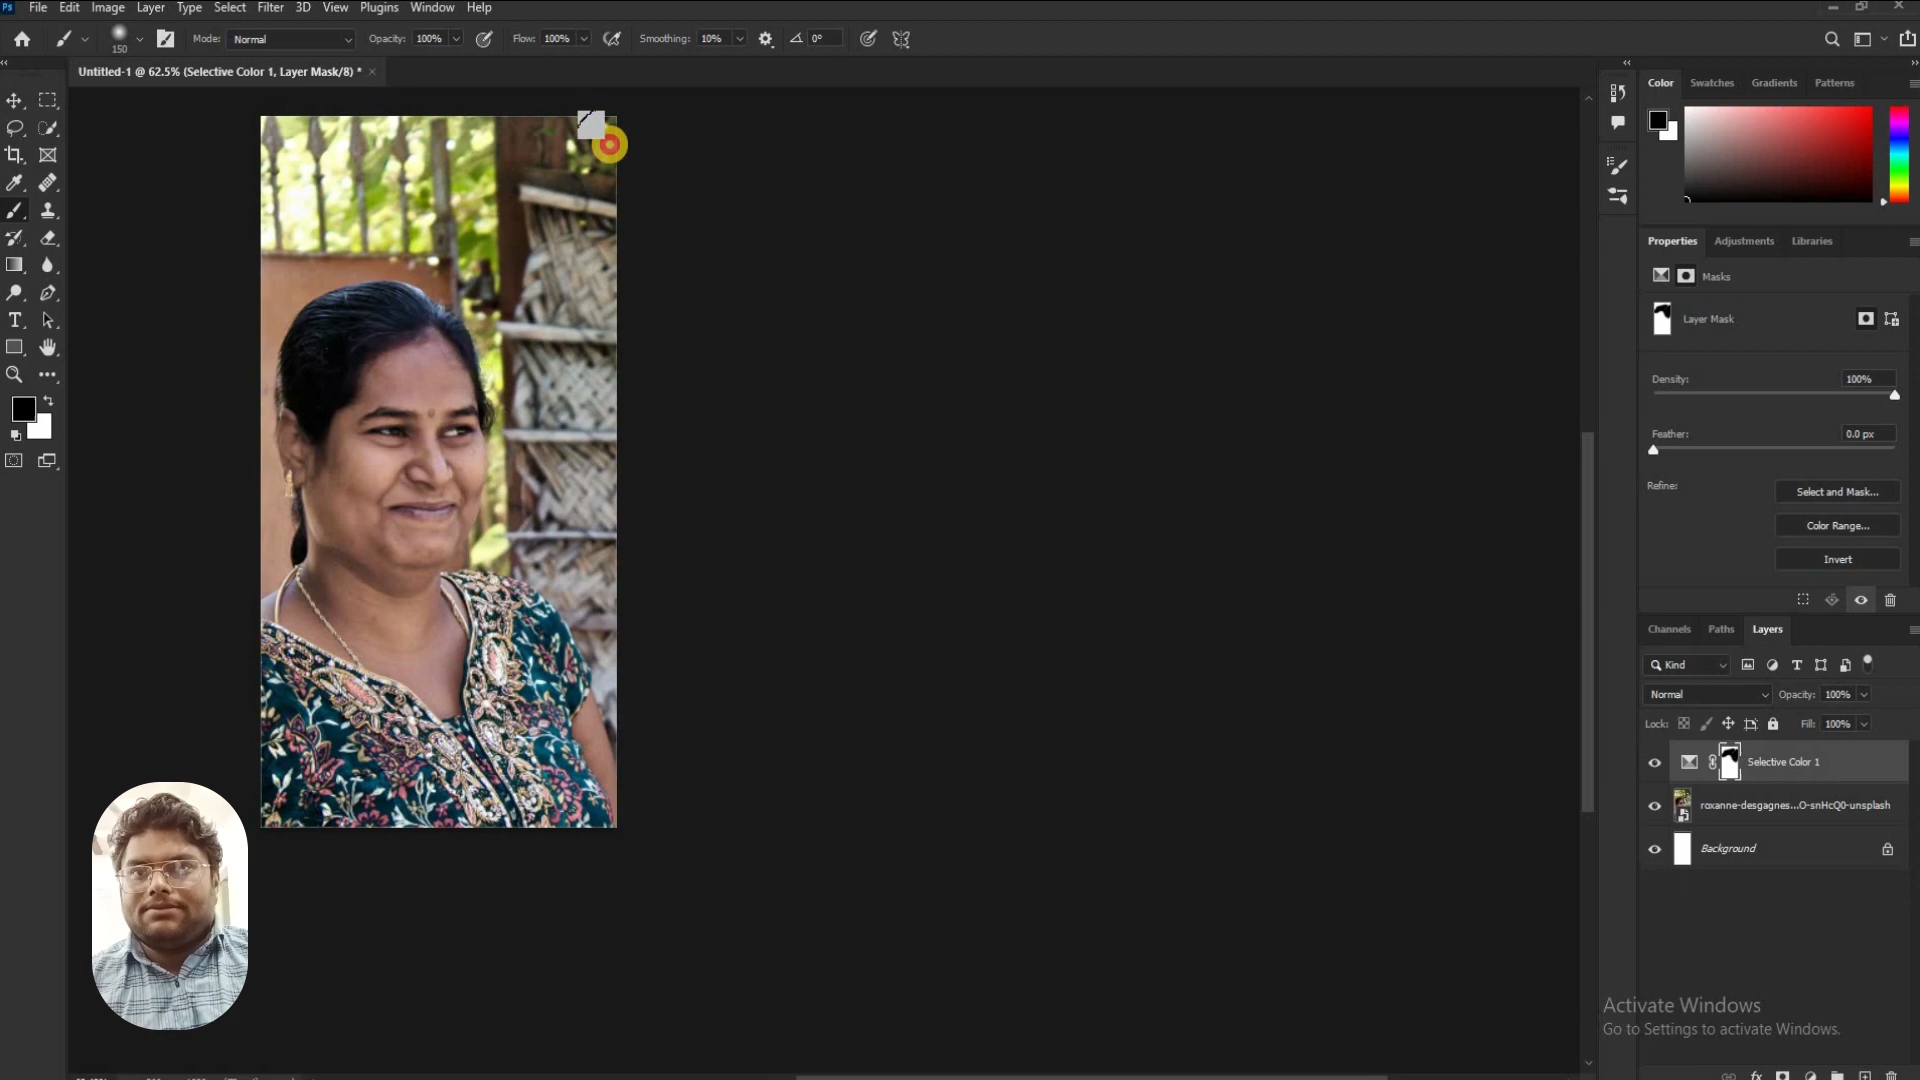 Ps File Edit Image Layer Type Select Filter 3D View Plugins Window Help
150 Mode: Normal Opacity: 100% Flow: 100% Smoothing: 10% 0°
Untitled-1 @ 62.5% (Selective Color 1, Layer Mask/8) * ×
Color Swatches Gradients Patterns
Properties Adjustments Libraries
Masks
Layer Mask
Density: 100%
Feather: 0.0 px
Refine:
Select and Mask...
Color Range...
Invert
Channels Paths Layers
Kind
Normal Opacity: 100%
Lock: Fill: 100%
Selective Color 1
roxanne-desgagnes...O-snHcQ0-unsplash
Background
Activate Windows
Go to Settings to activate Windows.